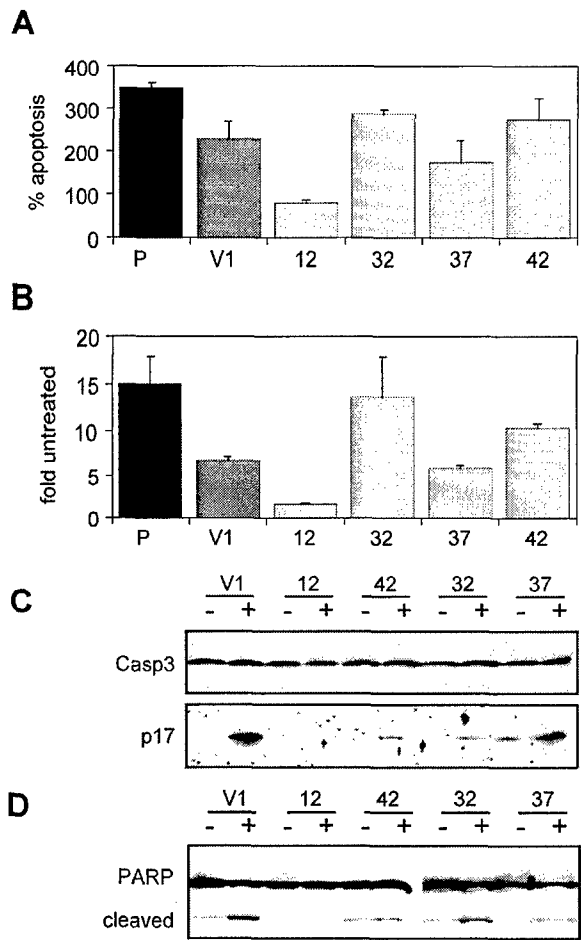 A
400
300
200
100
0
% apoptosis
P V1 12 32 37 42
B
20
15
10
5
0
fold untreated
P V1 12 32 37 42
C
V1 12 42 32 37
- + - + - + - + - +
Casp3
p17
D
V1 12 42 32 37
- + - + - + - + - +
PARP
cleaved